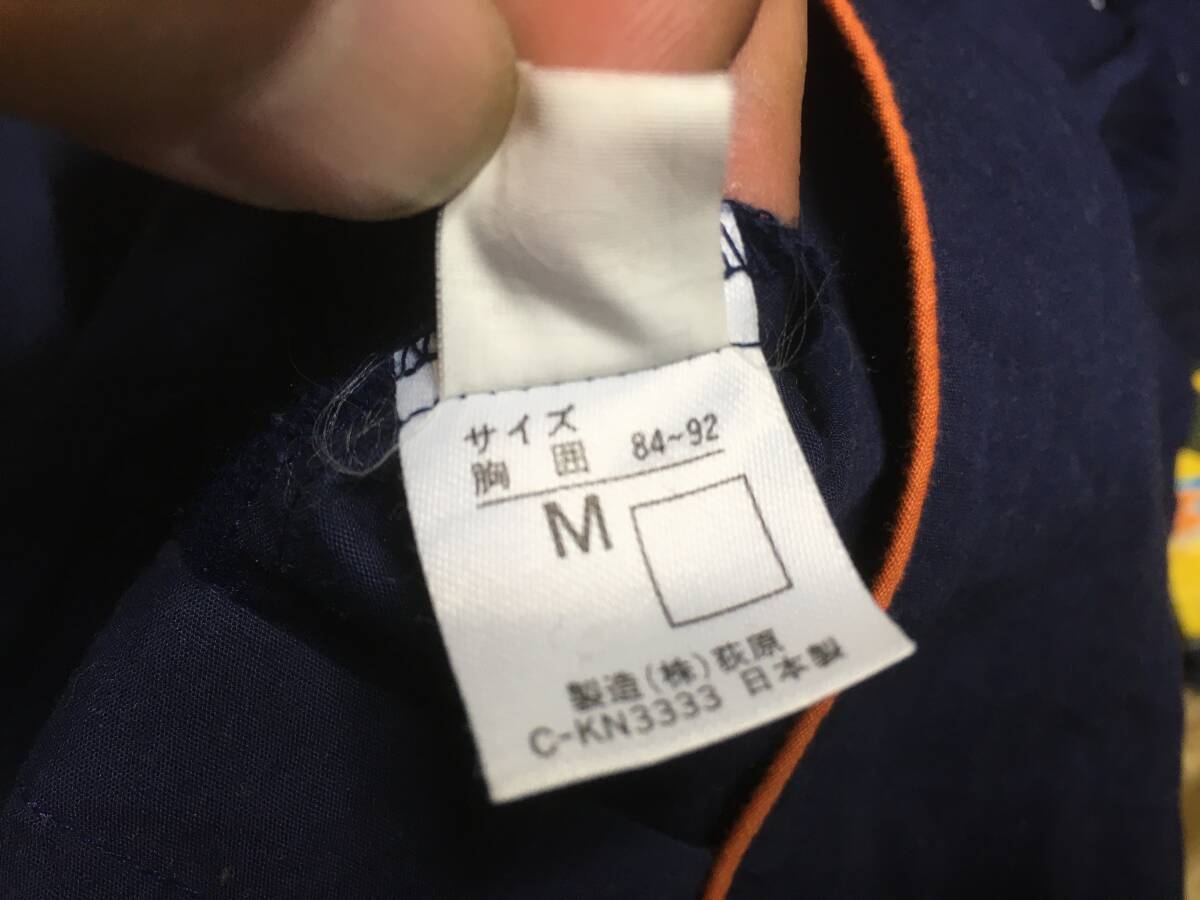 サイズ
胸 囲 84~92
M
製造(株)荻原
C-KN3333 日本製